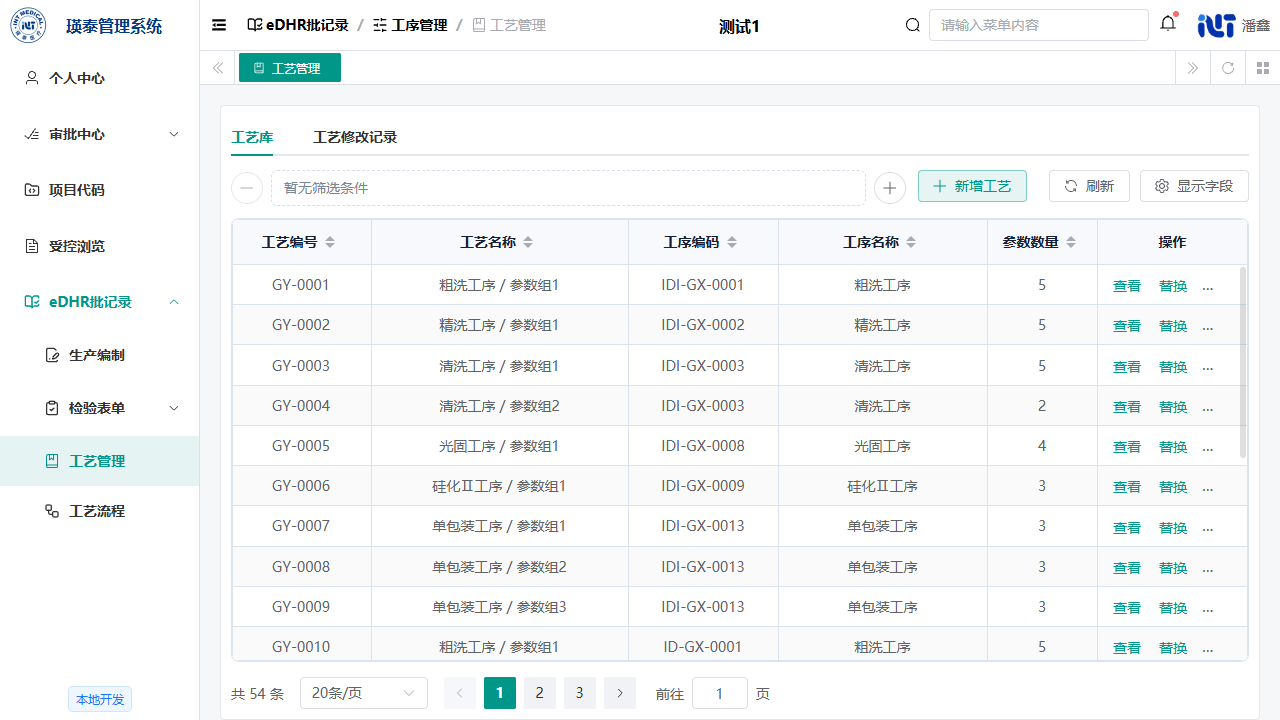 瑛泰管理系统
eDHR批记录 / 工序管理 / 工艺管理
测试1
请输入菜单内容
潘鑫
个人中心
审批中心
项目代码
受控浏览
eDHR批记录
生产编制
检验表单
工艺管理
工艺流程
本地开发
工艺管理
工艺库 工艺修改记录
暂无筛选条件 新增工艺 刷新 显示字段
工艺编号 工艺名称 工序编码 工序名称 参数数量 操作
GY-0001 粗洗工序 / 参数组1 IDI-GX-0001 粗洗工序 5 查看 替换 ...
GY-0002 精洗工序 / 参数组1 IDI-GX-0002 精洗工序 5 查看 替换 ...
GY-0003 清洗工序 / 参数组1 IDI-GX-0003 清洗工序 5 查看 替换 ...
GY-0004 清洗工序 / 参数组2 IDI-GX-0003 清洗工序 2 查看 替换 ...
GY-0005 光固工序 / 参数组1 IDI-GX-0008 光固工序 4 查看 替换 ...
GY-0006 硅化Ⅱ工序 / 参数组1 IDI-GX-0009 硅化Ⅱ工序 3 查看 替换 ...
GY-0007 单包装工序 / 参数组1 IDI-GX-0013 单包装工序 3 查看 替换 ...
GY-0008 单包装工序 / 参数组2 IDI-GX-0013 单包装工序 3 查看 替换 ...
GY-0009 单包装工序 / 参数组3 IDI-GX-0013 单包装工序 3 查看 替换 ...
GY-0010 粗洗工序 / 参数组1 ID-GX-0001 粗洗工序 5 查看 替换 ...
共 54 条 20条/页 1 2 3 前往 1 页